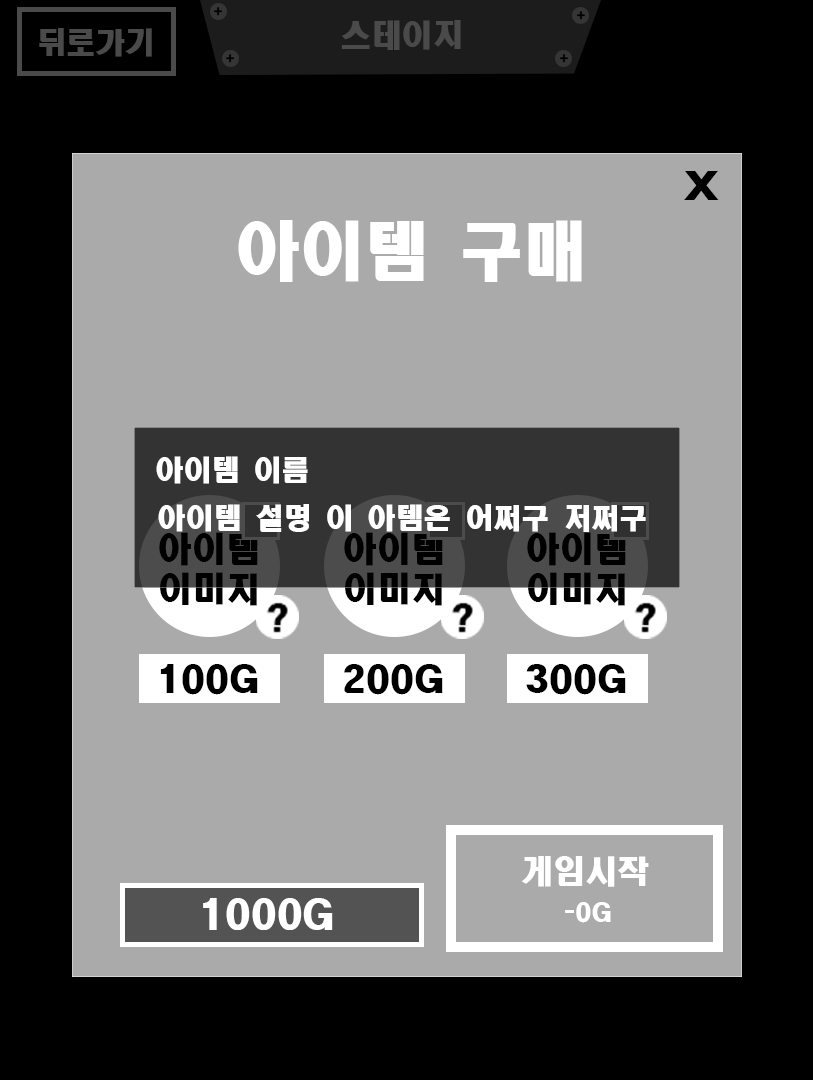 뒤로가기
스테이지
X
아이템 구매
아이템 이름
아이템 설명 이 아템은 어쩌구 저쩌구
아이템 아이템 아이템
이미지 이미지 이미지
? ? ?
100G 200G 300G
게임시작
-0G
1000G